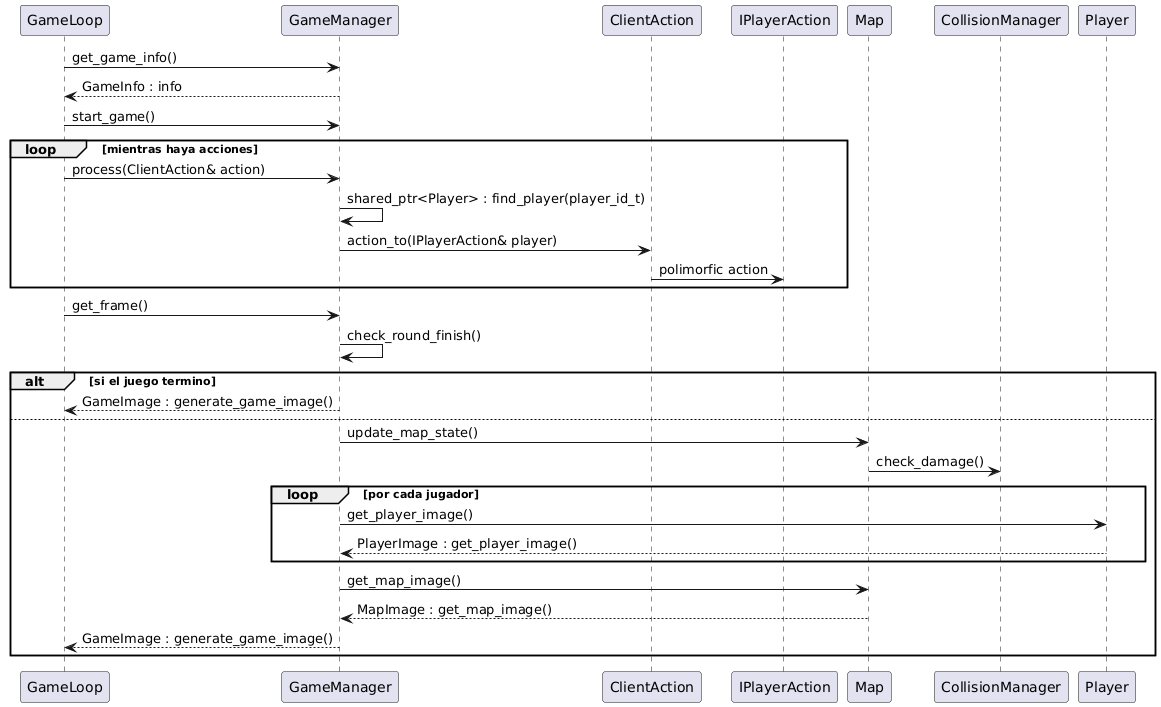 GameLoop GameManager ClientAction IPlayerAction Map CollisionManager Player
get_game_info()
GameInfo : info
start_game()
loop [mientras haya acciones]
process(ClientAction& action)
shared_ptr<Player> : find_player(player_id_t)
action_to(IPlayerAction& player)
polimorfic action
get_frame()
check_round_finish()
alt [si el juego termino]
GameImage : generate_game_image()
update_map_state()
check_damage()
loop [por cada jugador]
get_player_image()
PlayerImage : get_player_image()
get_map_image()
MapImage : get_map_image()
GameImage : generate_game_image()
GameLoop GameManager ClientAction IPlayerAction Map CollisionManager Player